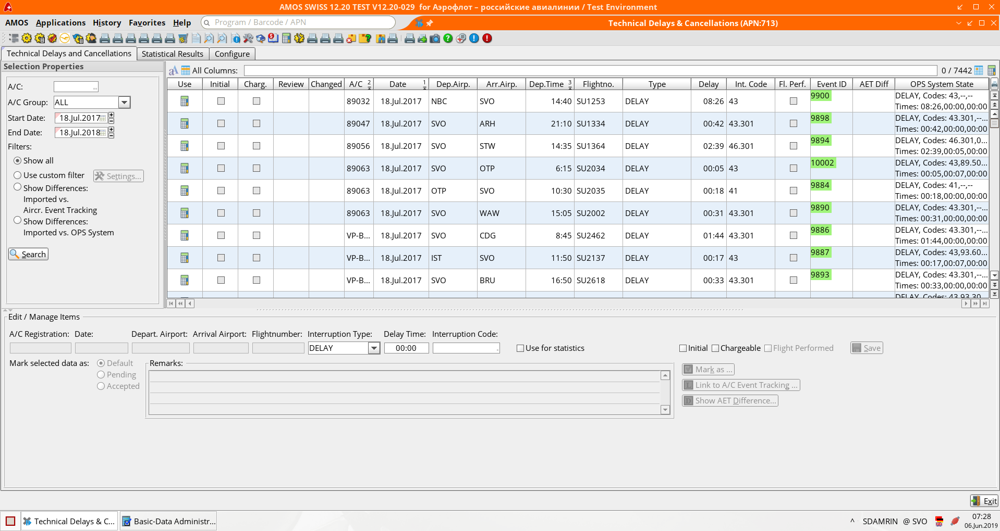 AMOS SWISS 12.20 TEST V12.20-029  for Аэрофлот – российские авиалинии / Test Environment
AMOS Applications History Favorites Help Program / Barcode / APN Technical Delays & Cancellations (APN:713)
Technical Delays and Cancellations Statistical Results Configure
Selection Properties
A/C:
A/C Group: ALL
Start Date: 18.Jul.2017
End Date: 18.Jul.2018
Filters:
Show all
Use custom filter Settings...
Show Differences:
Imported vs.
Aircr. Event Tracking
Show Differences:
Imported vs. OPS System
Search
All Columns: 0 / 7442
Use Initial Charg. Review Changed A/C 2 Date 1 Dep.Airp. Arr.Airp. Dep.Time 3 Flightno. Type Delay Int. Code Fl. Perf. Event ID AET Diff OPS System State
89032 18.Jul.2017 NBC SVO 14:40 SU1253 DELAY 08:26 43 9900 DELAY, Codes: 43,--,--
Times: 08:26,00:00,00:00
89047 18.Jul.2017 SVO ARH 21:10 SU1334 DELAY 00:42 43.301 9898 DELAY, Codes: 43.301,--...
Times: 00:42,00:00,00:00
89056 18.Jul.2017 SVO STW 14:35 SU1364 DELAY 02:39 46.301 9894 DELAY, Codes: 46.301,0...
Times: 02:39,00:05,00:00
89063 18.Jul.2017 SVO OTP 6:15 SU2034 DELAY 00:05 43 10002 DELAY, Codes: 43,89.50...
Times: 00:05,00:07,00:00
89063 18.Jul.2017 OTP SVO 10:30 SU2035 DELAY 00:18 41 9884 DELAY, Codes: 41,--,--
Times: 00:18,00:00,00:00
89063 18.Jul.2017 SVO WAW 15:05 SU2002 DELAY 00:31 43.301 9890 DELAY, Codes: 43.301,--...
Times: 00:31,00:00,00:00
VP-B... 18.Jul.2017 SVO CDG 8:45 SU2462 DELAY 01:44 43.301 9886 DELAY, Codes: 43.301,--...
Times: 01:44,00:00,00:00
VP-B... 18.Jul.2017 IST SVO 11:50 SU2137 DELAY 00:17 43 9887 DELAY, Codes: 43,93.60...
Times: 00:17,00:07,00:00
VP-B... 18.Jul.2017 SVO BRU 16:50 SU2618 DELAY 00:33 43.301 9893 DELAY, Codes: 43.301,--...
Times: 00:33,00:00,00:00
DELAY, Codes: 43,93.30
Edit / Manage Items
A/C Registration: Date: Depart. Airport: Arrival Airport: Flightnumber: Interruption Type: Delay Time: Interruption Code:
DELAY 00:00 Use for statistics Initial Chargeable Flight Performed Save
Mark selected data as: Default
Pending
Accepted
Remarks:
Mark as ...
Link to A/C Event Tracking ...
Show AET Difference...
Exit
Technical Delays & C... Basic-Data Administr... ^ SDAMRIN @ SVO 07:28
06.Jun.2019